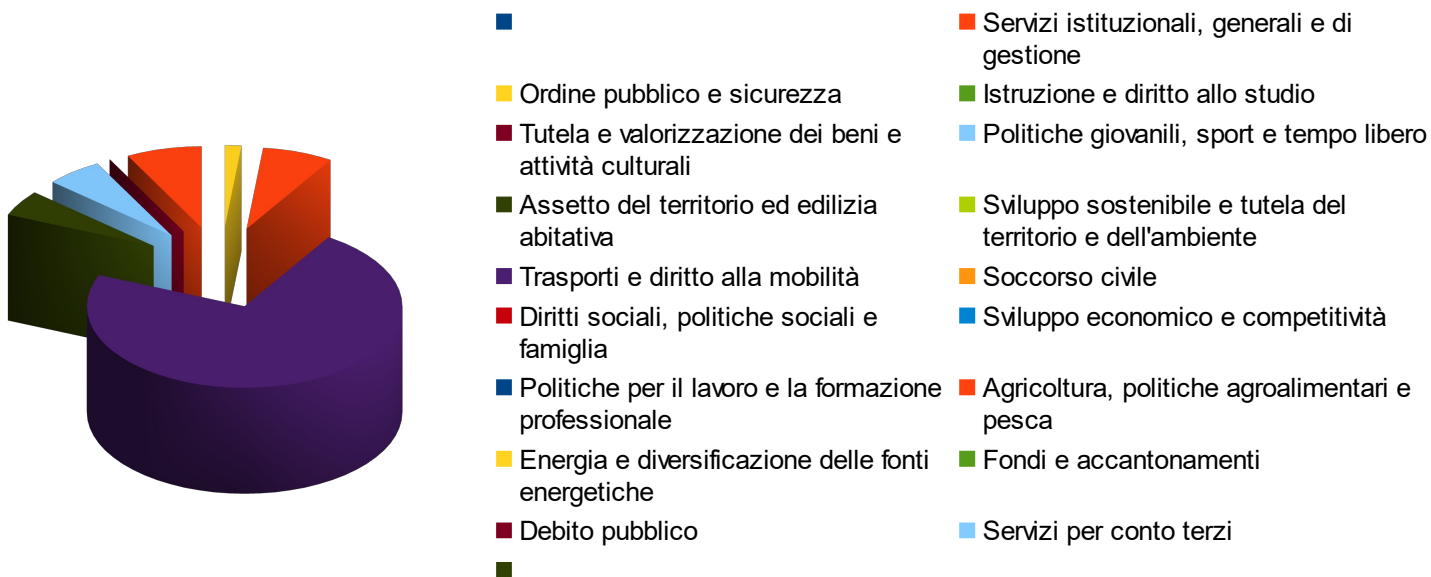 Servizi istituzionali, generali e di
gestione
Ordine pubblico e sicurezza
Istruzione e diritto allo studio
Tutela e valorizzazione dei beni e
attività culturali
Politiche giovanili, sport e tempo libero
Assetto del territorio ed edilizia
abitativa
Sviluppo sostenibile e tutela del
territorio e dell'ambiente
Trasporti e diritto alla mobilità
Soccorso civile
Diritti sociali, politiche sociali e
famiglia
Sviluppo economico e competitività
Politiche per il lavoro e la formazione
professionale
Agricoltura, politiche agroalimentari e
pesca
Energia e diversificazione delle fonti
energetiche
Fondi e accantonamenti
Debito pubblico
Servizi per conto terzi